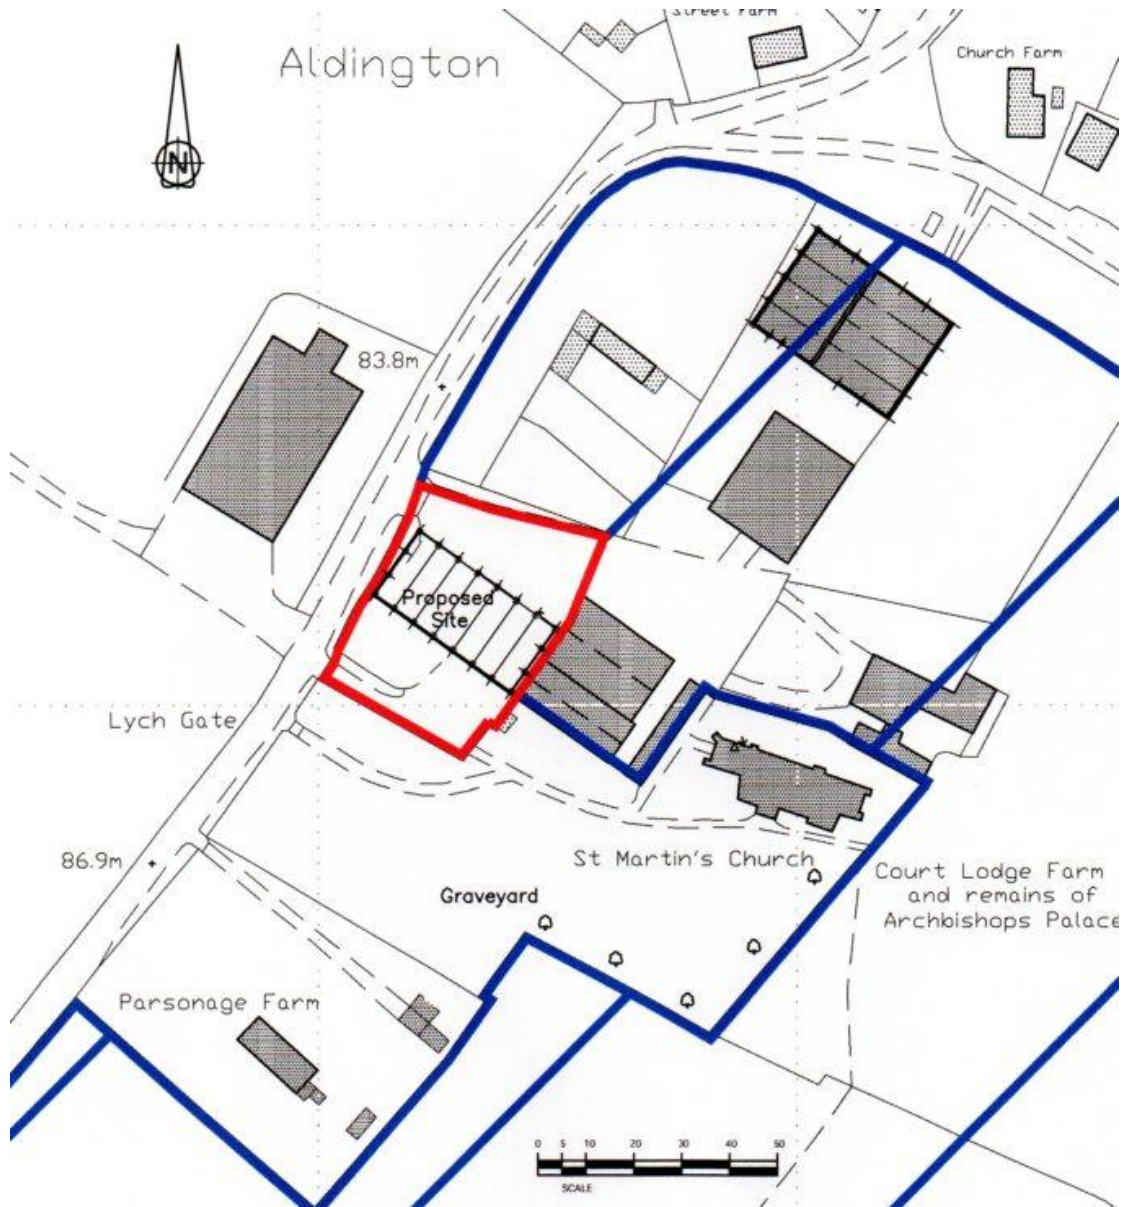 Street Farm
Aldington
Church Farm
N
83.8m
Proposed
Site
Lych Gate
86.9m
St Martin's Church
Court Lodge Farm
and remains of
Archbishops Palace
Graveyard
Parsonage Farm
0 5 10 20 30 40 50
SCALE